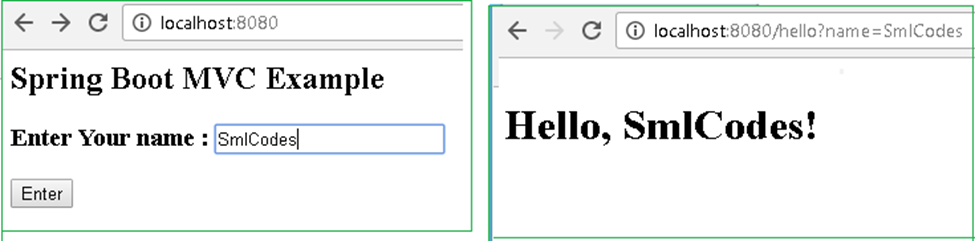 localhost:8080
Spring Boot MVC Example
Enter Your name : SmlCodes
Enter
localhost:8080/hello?name=SmlCodes
Hello, SmlCodes!